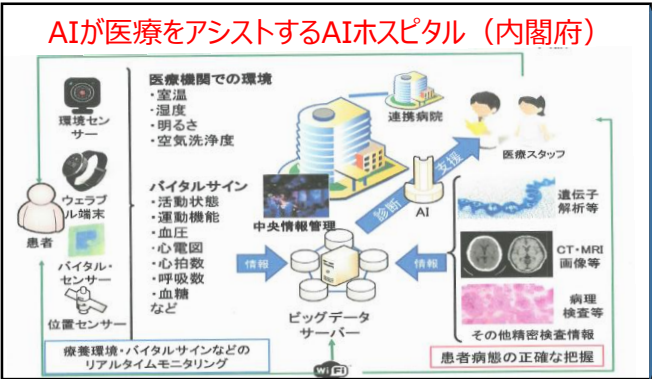 AIが医療をアシストするAIホスピタル（内閣府）
環境セン
サー
ウェラブ
ル端末
患者
バイタル・
センサー
位置センサー
医療機関での環境
・室温
・湿度
・明るさ
・空気洗浄度
バイタルサイン
・活動状態
・運動機能
・血圧
・心電図
・心拍数
・呼吸数
・血糖
など
療養環境・バイタルサインなどの
リアルタイムモニタリング
連携病院
医療スタッフ
中央情報管理
診断
AI
支援
情報
情報
ビッグデータ
サーバー
WiFi
遺伝子
解析等
CT・MRI
画像等
病理
検査等
その他精密検査情報
患者病態の正確な把握